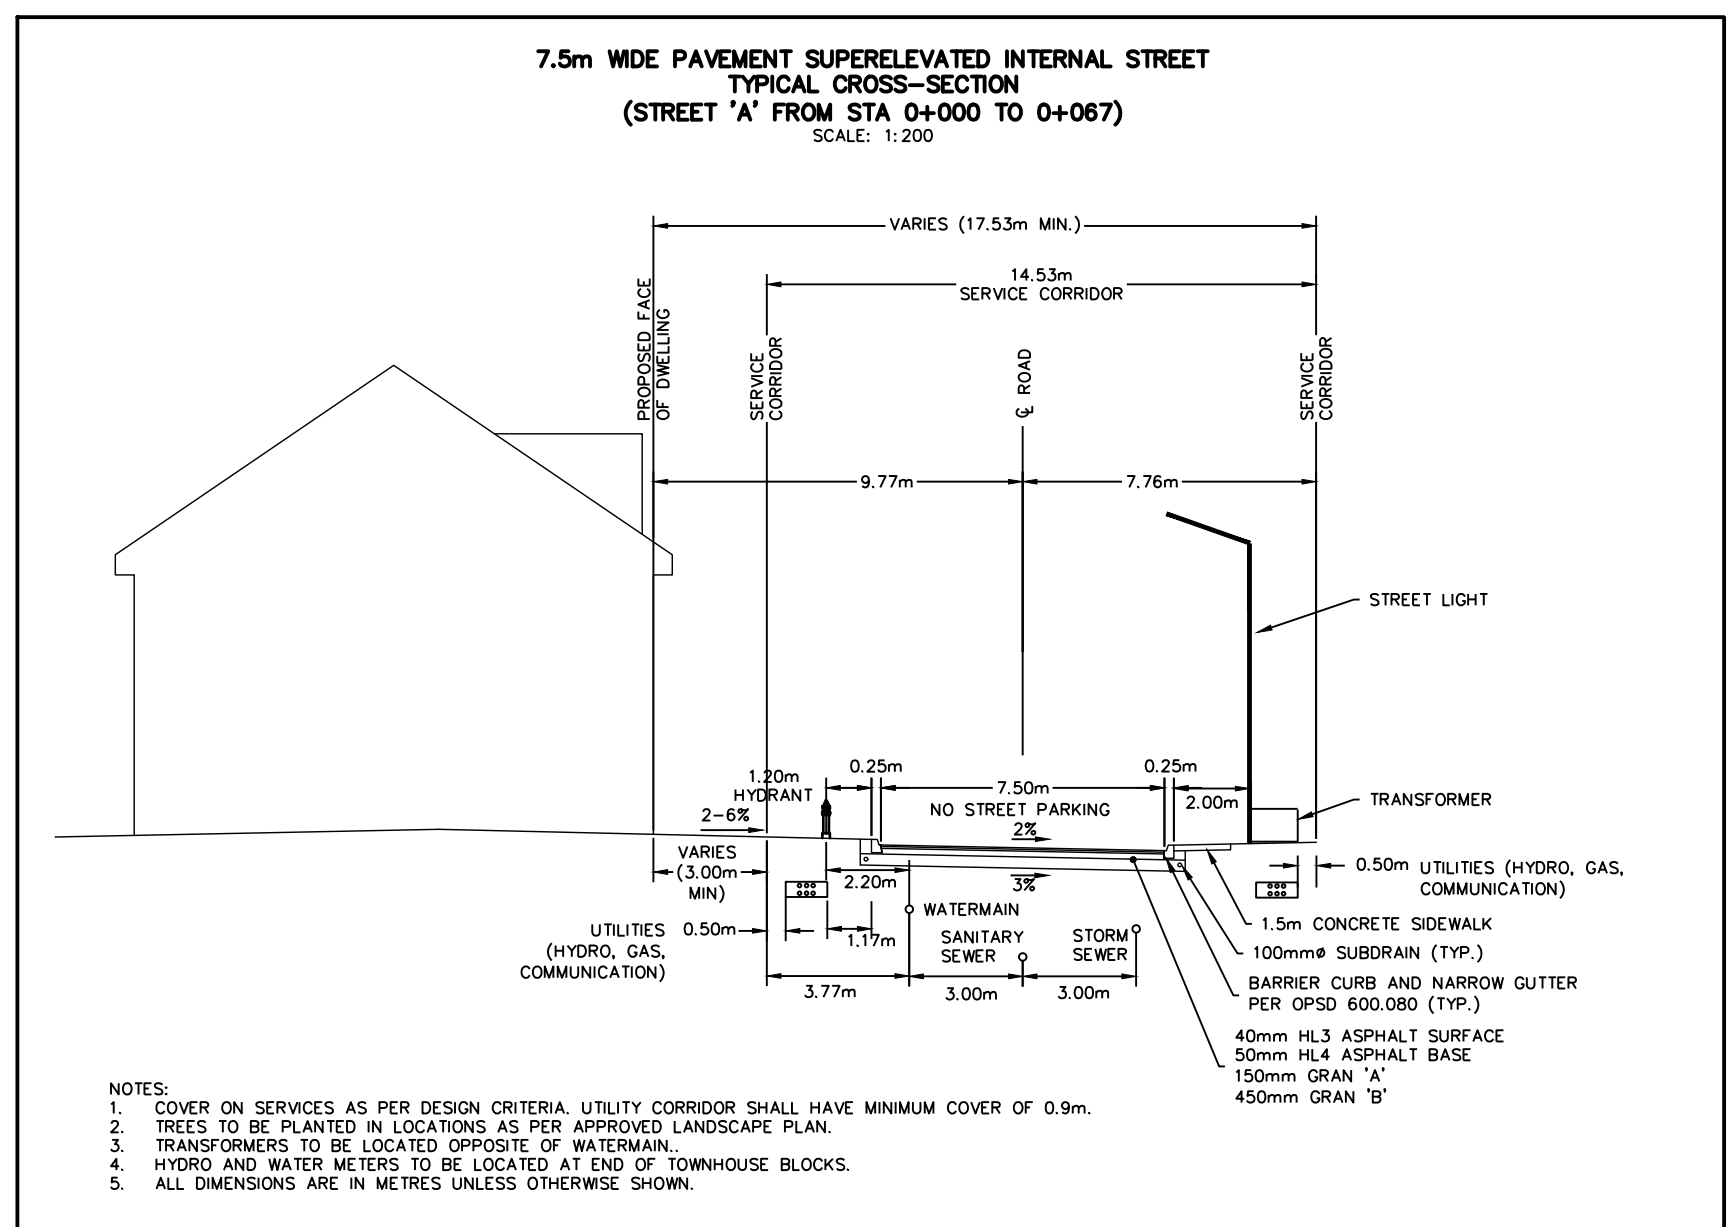 7.5m WIDE PAVEMENT SUPERELEVATED INTERNAL STREET
TYPICAL CROSS-SECTION
(STREET 'A' FROM STA 0+000 TO 0+067)
SCALE: 1:200
VARIES (17.53m MIN.)
14.53m
SERVICE CORRIDOR
PROPOSED FACE
OF DWELLING
SERVICE
CORRIDOR
℄ ROAD
SERVICE
CORRIDOR
9.77m
7.76m
STREET LIGHT
1.20m
HYDRANT
0.25m
7.50m
NO STREET PARKING
0.25m
2.00m
TRANSFORMER
2-6%
2%
VARIES
(3.00m
MIN)
2.20m
3%
0.50m
UTILITIES (HYDRO, GAS,
COMMUNICATION)
UTILITIES
(HYDRO, GAS,
COMMUNICATION)
0.50m
1.17m
WATERMAIN
SANITARY
SEWER
STORM
SEWER
3.77m
3.00m
3.00m
1.5m CONCRETE SIDEWALK
100mmø SUBDRAIN (TYP.)
BARRIER CURB AND NARROW GUTTER
PER OPSD 600.080 (TYP.)
40mm HL3 ASPHALT SURFACE
50mm HL4 ASPHALT BASE
150mm GRAN 'A'
450mm GRAN 'B'
NOTES:
1. COVER ON SERVICES AS PER DESIGN CRITERIA. UTILITY CORRIDOR SHALL HAVE MINIMUM COVER OF 0.9m.
2. TREES TO BE PLANTED IN LOCATIONS AS PER APPROVED LANDSCAPE PLAN.
3. TRANSFORMERS TO BE LOCATED OPPOSITE OF WATERMAIN..
4. HYDRO AND WATER METERS TO BE LOCATED AT END OF TOWNHOUSE BLOCKS.
5. ALL DIMENSIONS ARE IN METRES UNLESS OTHERWISE SHOWN.